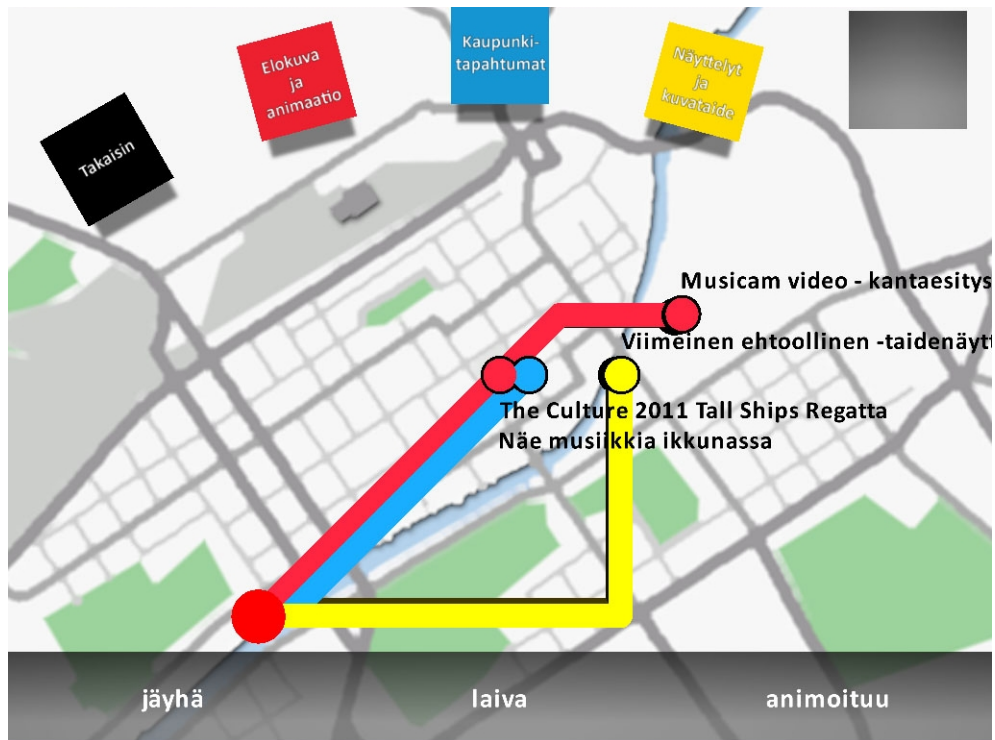 Takaisin
Elokuva
ja
animaatio
Kaupunki-
tapahtumat
Näyttelyt
ja
kuvataide
Musicam video - kantaesitys
Viimeinen ehtoollinen -taidenäytt
The Culture 2011 Tall Ships Regatta
Näe musiikkia ikkunassa
jäyhä
laiva
animoituu